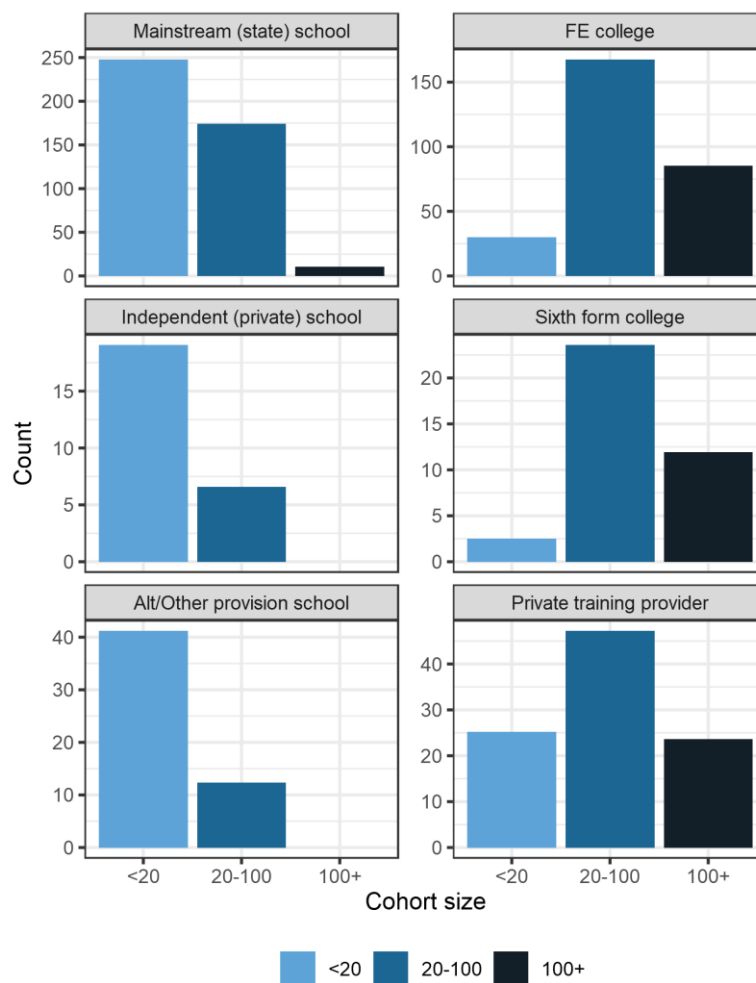 Mainstream (state) school
FE college
250
200
150
100
50
0
150
100
50
0
Independent (private) school
Sixth form college
15
10
5
0
20
15
10
5
0
Count
Alt/Other provision school
Private training provider
40
30
20
10
0
40
30
20
10
0
<20 20-100 100+
<20 20-100 100+
Cohort size
<20 20-100 100+